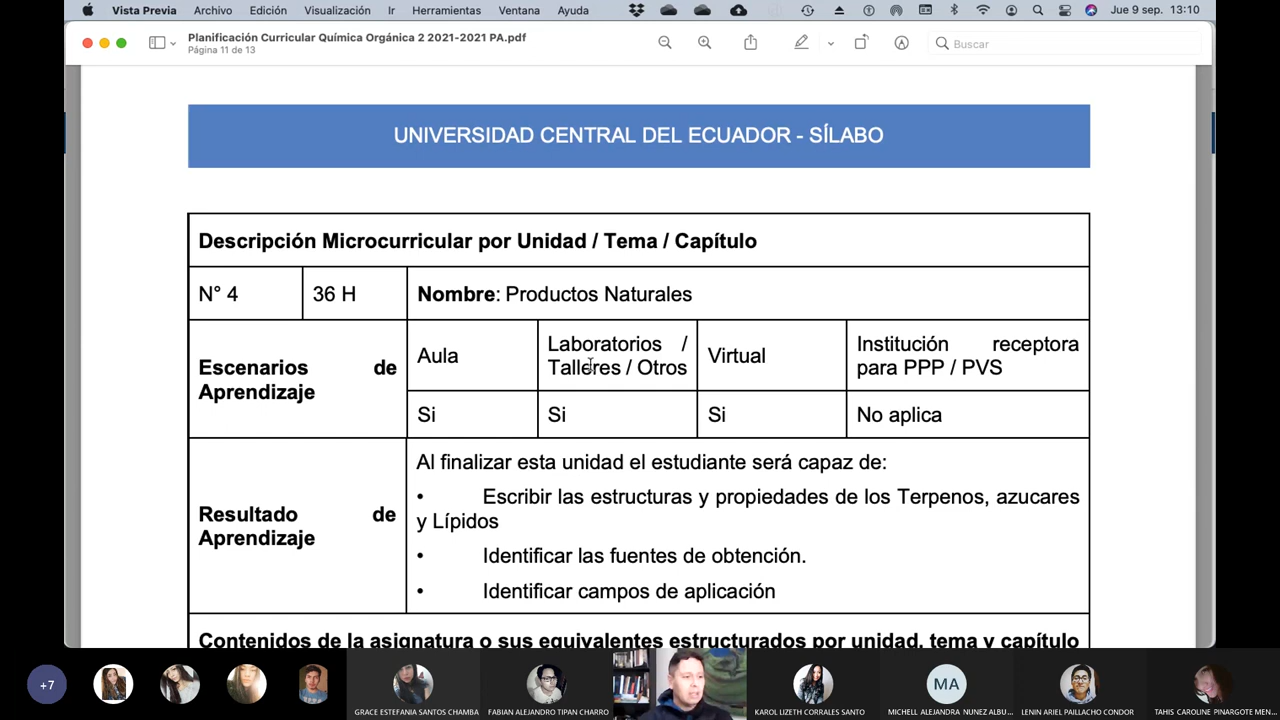 Vista Previa Archivo Edición Visualización Ir Herramientas Ventana Ayuda Jue 9 sep. 13:10
Planificación Curricular Química Orgánica 2 2021-2021 PA.pdf
Página 11 de 13
Buscar
UNIVERSIDAD CENTRAL DEL ECUADOR - SÍLABO
Descripción Microcurricular por Unidad / Tema / Capítulo
N° 4 36 H Nombre: Productos Naturales
Escenarios de
Aprendizaje
Aula
Laboratorios /
Talleres / Otros
Virtual
Institución receptora
para PPP / PVS
Si Si Si No aplica
Resultado de
Aprendizaje
Al finalizar esta unidad el estudiante será capaz de:
• Escribir las estructuras y propiedades de los Terpenos, azucares
y Lípidos
• Identificar las fuentes de obtención.
• Identificar campos de aplicación
Contenidos de la asignatura o sus equivalentes estructurados por unidad, tema y capítulo
+7
MA
GRACE ESTEFANIA SANTOS CHAMBA
FABIAN ALEJANDRO TIPAN CHARRO
KAROL LIZETH CORRALES SANTO
MICHELL ALEJANDRA NUNEZ ALBU...
LENIN ARIEL PAILLACHO CONDOR
TAHIS CAROLINE PINARGOTE MEN...